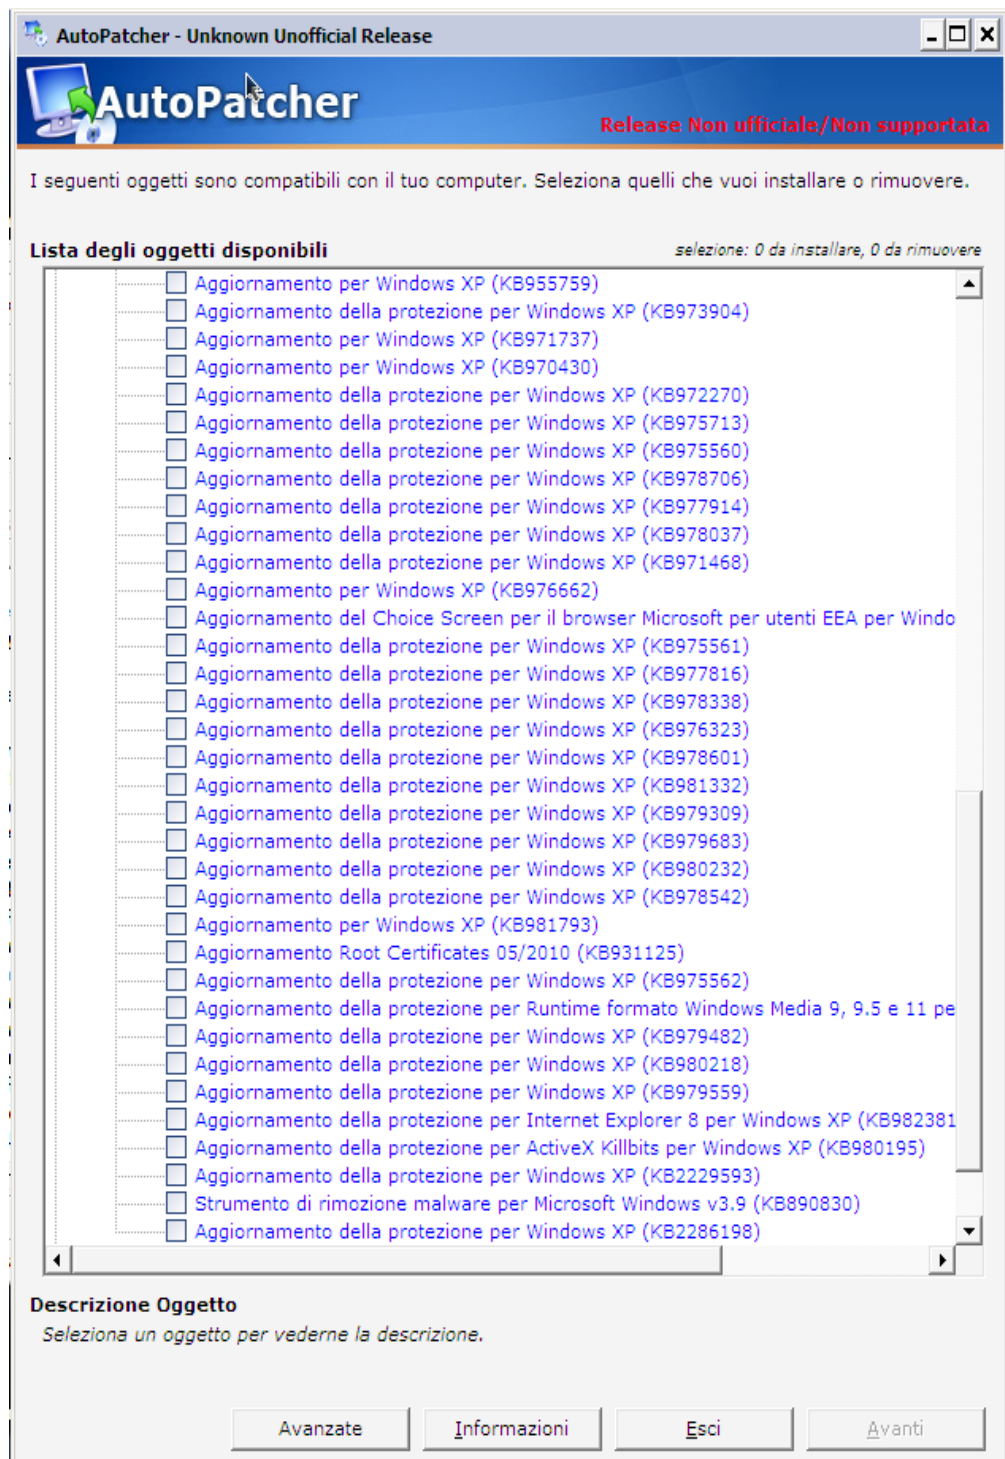 AutoPatcher - Unknown Unofficial Release
AutoPatcher
Release Non ufficiale/Non supportata
I seguenti oggetti sono compatibili con il tuo computer. Seleziona quelli che vuoi installare o rimuovere.
Lista degli oggetti disponibili
selezione: 0 da installare, 0 da rimuovere
Aggiornamento per Windows XP (KB955759)
Aggiornamento della protezione per Windows XP (KB973904)
Aggiornamento per Windows XP (KB971737)
Aggiornamento per Windows XP (KB970430)
Aggiornamento della protezione per Windows XP (KB972270)
Aggiornamento della protezione per Windows XP (KB975713)
Aggiornamento della protezione per Windows XP (KB975560)
Aggiornamento della protezione per Windows XP (KB978706)
Aggiornamento della protezione per Windows XP (KB977914)
Aggiornamento della protezione per Windows XP (KB978037)
Aggiornamento della protezione per Windows XP (KB971468)
Aggiornamento per Windows XP (KB976662)
Aggiornamento del Choice Screen per il browser Microsoft per utenti EEA per Windo
Aggiornamento della protezione per Windows XP (KB975561)
Aggiornamento della protezione per Windows XP (KB977816)
Aggiornamento della protezione per Windows XP (KB978338)
Aggiornamento della protezione per Windows XP (KB976323)
Aggiornamento della protezione per Windows XP (KB978601)
Aggiornamento della protezione per Windows XP (KB981332)
Aggiornamento della protezione per Windows XP (KB979309)
Aggiornamento della protezione per Windows XP (KB979683)
Aggiornamento della protezione per Windows XP (KB980232)
Aggiornamento della protezione per Windows XP (KB978542)
Aggiornamento per Windows XP (KB981793)
Aggiornamento Root Certificates 05/2010 (KB931125)
Aggiornamento della protezione per Windows XP (KB975562)
Aggiornamento della protezione per Runtime formato Windows Media 9, 9.5 e 11 pe
Aggiornamento della protezione per Windows XP (KB979482)
Aggiornamento della protezione per Windows XP (KB980218)
Aggiornamento della protezione per Windows XP (KB979559)
Aggiornamento della protezione per Internet Explorer 8 per Windows XP (KB982381
Aggiornamento della protezione per ActiveX Killbits per Windows XP (KB980195)
Aggiornamento della protezione per Windows XP (KB2229593)
Strumento di rimozione malware per Microsoft Windows v3.9 (KB890830)
Aggiornamento della protezione per Windows XP (KB2286198)
Descrizione Oggetto
Seleziona un oggetto per vederne la descrizione.
Avanzate
Informazioni
Esci
Avanti